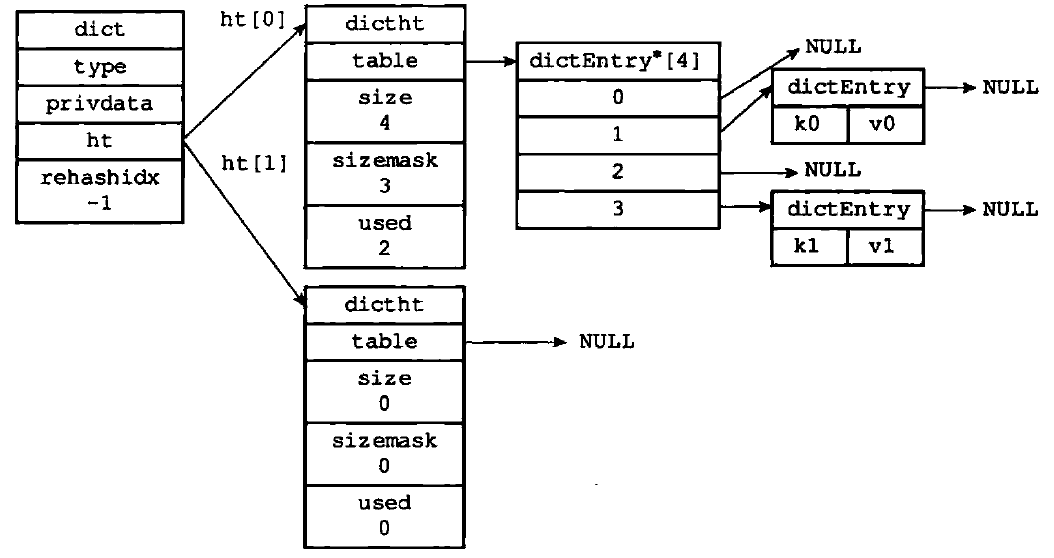 dict
type
privdata
ht
rehashidx
-1
ht[0]
ht[1]
dictht
table
size
4
sizemask
3
used
2
dictEntry*[4]
0
1
2
3
NULL
dictEntry
k0 v0
NULL
NULL
dictEntry
k1 v1
NULL
dictht
table
size
0
sizemask
0
used
0
NULL